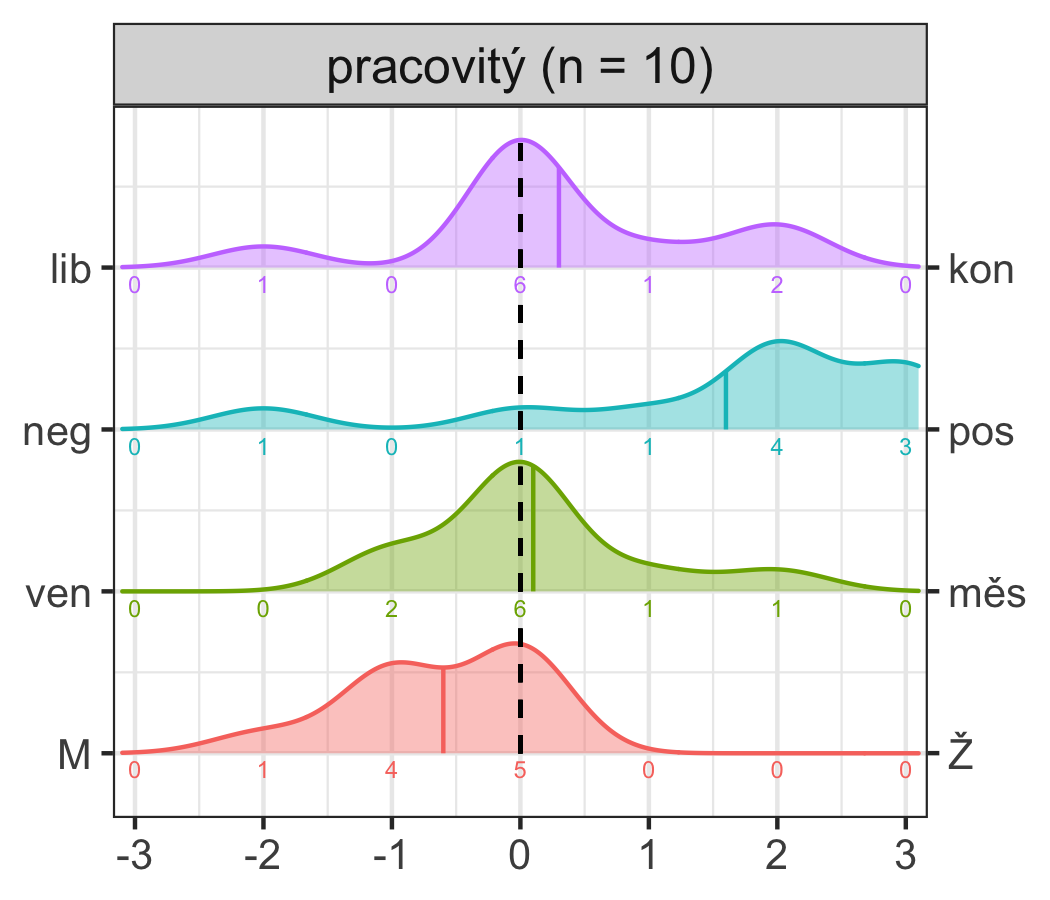 pracovitý (n = 10)
lib kon
0 1 0 6 1 2 0
neg pos
0 1 0 1 1 4 3
ven měs
0 0 2 6 1 1 0
M Ž
0 1 4 5 0 0 0
-3 -2 -1 0 1 2 3